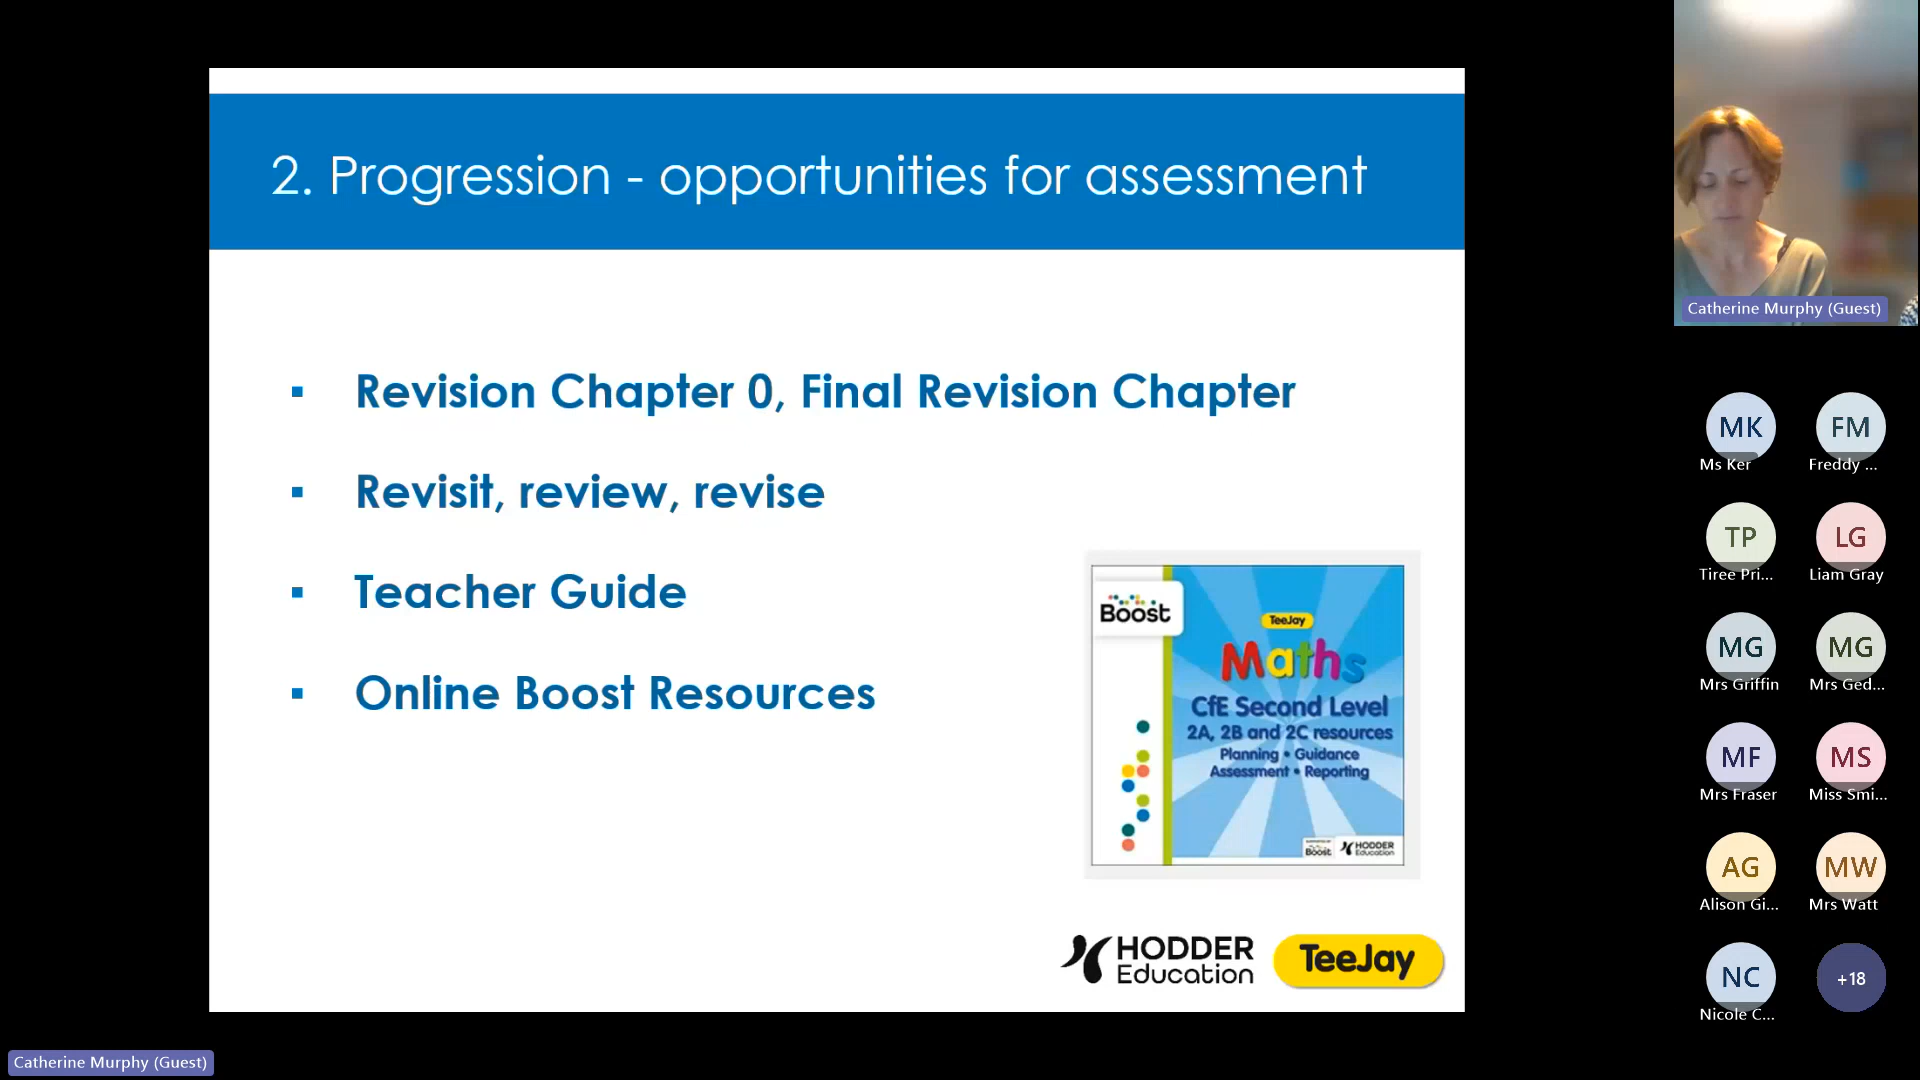 2. Progression - opportunities for assessment
Revision Chapter 0, Final Revision Chapter
Revisit, review, revise
Teacher Guide
Online Boost Resources
Boost
TeeJay
Maths
CfE Second Level
2A, 2B and 2C resources
Planning • Guidance
Assessment • Reporting
Boost
HODDER
Education
HODDER
Education
TeeJay
Catherine Murphy (Guest)
MK
FM
Ms Ker
Freddy ...
TP
LG
Tiree Pri...
Liam Gray
MG
MG
Mrs Griffin
Mrs Ged...
MF
MS
Mrs Fraser
Miss Smi...
AG
MW
Alison Gi...
Mrs Watt
NC
+18
Nicole C...
Catherine Murphy (Guest)